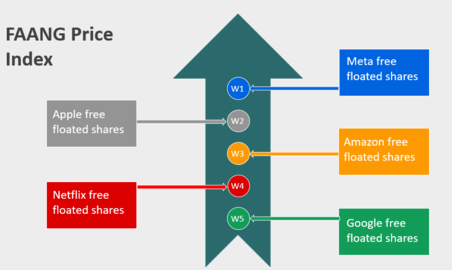 FAANG Price
Index
Meta free
floated shares
W1
Apple free
floated shares
W2
Amazon free
floated shares
W3
Netflix free
floated shares
W4
Google free
floated shares
W5